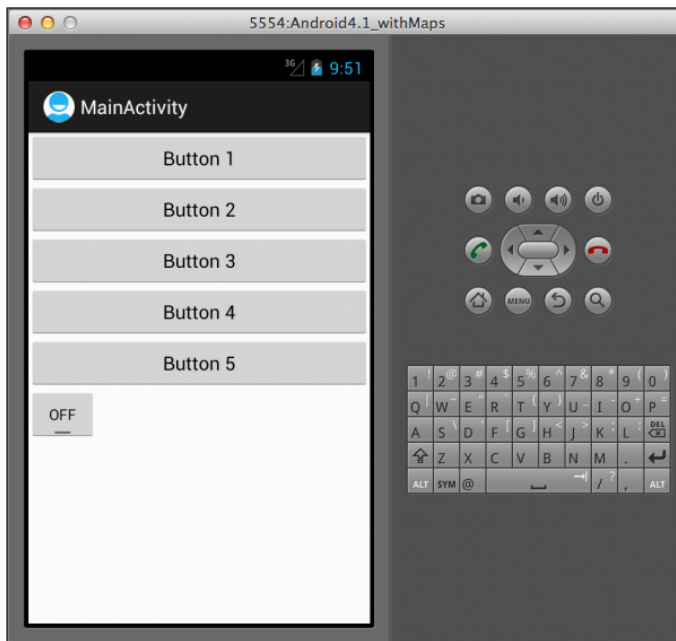 5554:Android4.1_withMaps
3G 9:51
MainActivity
Button 1
Button 2
Button 3
Button 4
Button 5
OFF
MENU
1 ! 2 @ 3 # 4 $ 5 % 6 ^ 7 & 8 * 9 ( 0 )
Q | W ~ E " R ` T { Y } U _ I - O + P =
A S \ D ' F [ G ] H < J > K ; L : DEL
Z X C V B N M .
ALT SYM @ / ? , ALT